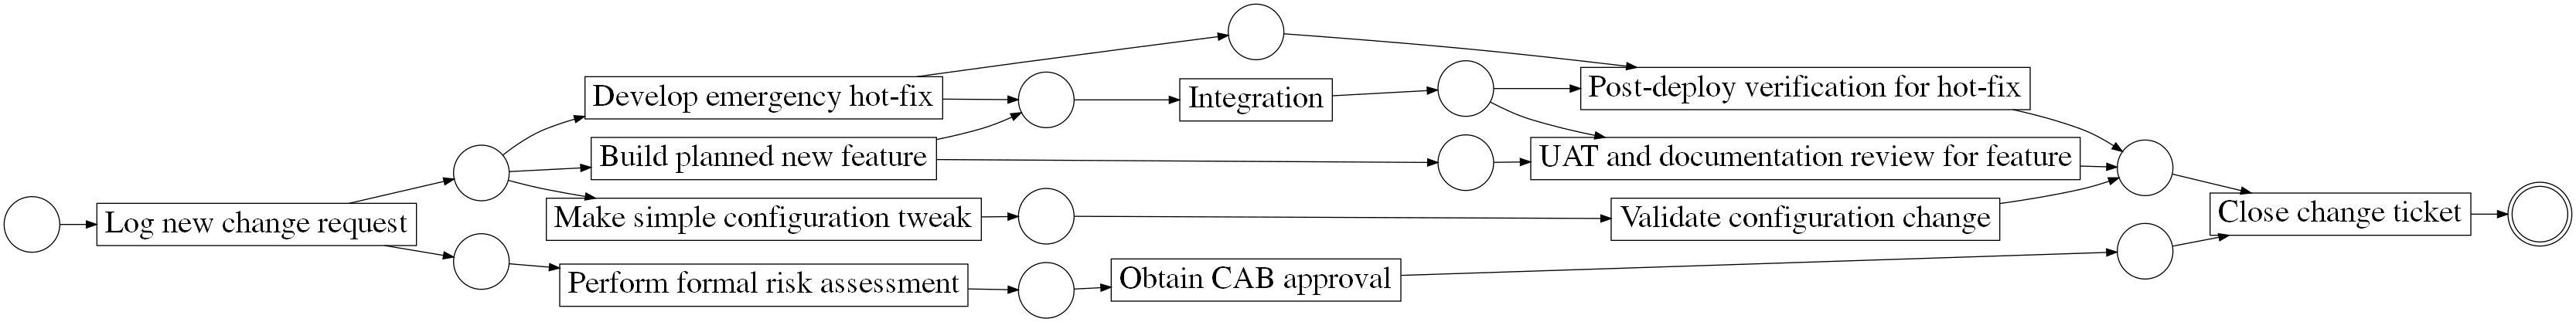 Log new change request
Develop emergency hot-fix
Build planned new feature
Make simple configuration tweak
Perform formal risk assessment
Integration
Obtain CAB approval
Post-deploy verification for hot-fix
UAT and documentation review for feature
Validate configuration change
Close change ticket